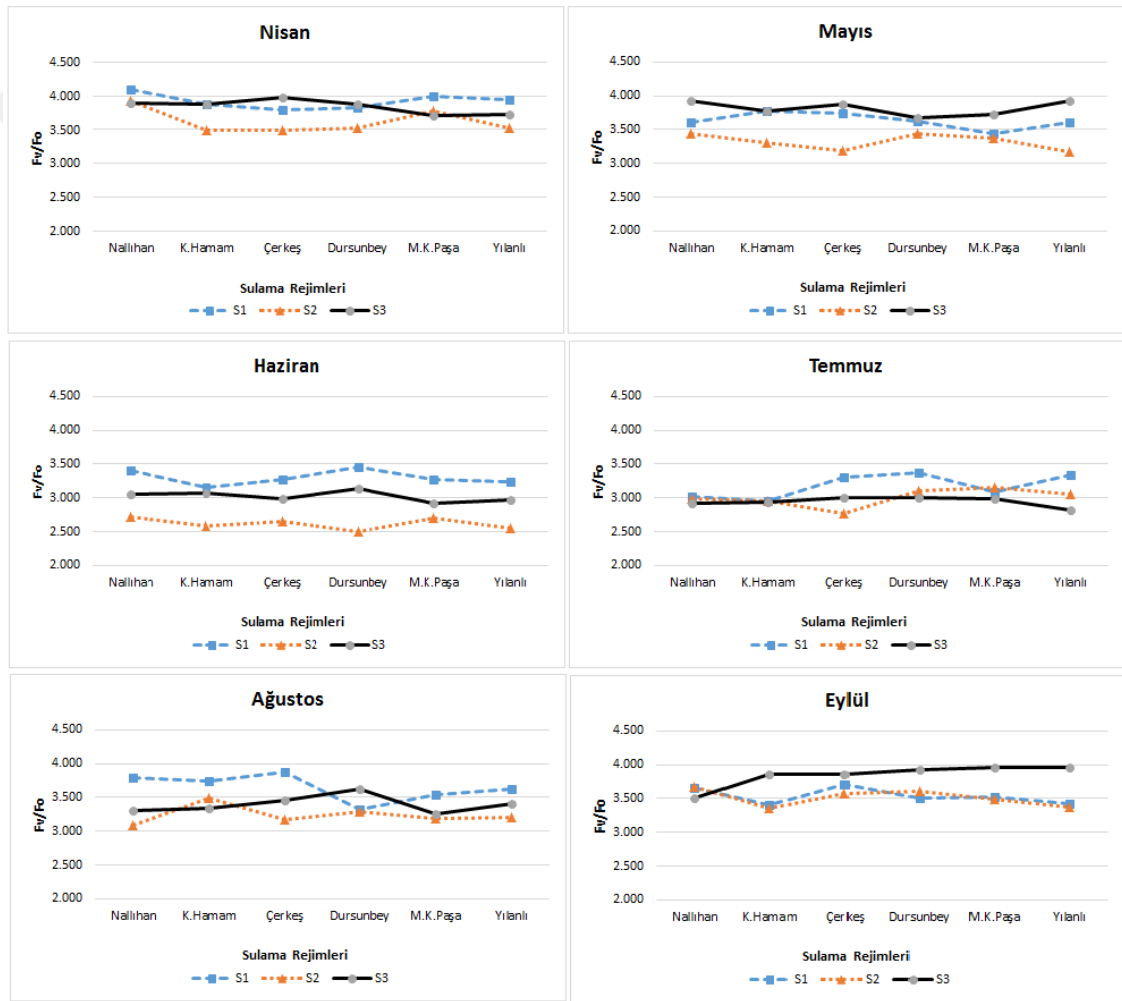 Nisan
4.500
4.000
3.500
3.000
2.500
2.000
Fv/Fo
Nallıhan K.Hamam Çerkeş Dursunbey M.K.Paşa Yılanlı
Sulama Rejimleri
S1 S2 S3
Mayıs
4.500
4.000
3.500
3.000
2.500
2.000
Fv/Fo
Nallıhan K.Hamam Çerkeş Dursunbey M.K.Paşa Yılanlı
Sulama Rejimleri
S1 S2 S3
Haziran
4.500
4.000
3.500
3.000
2.500
2.000
Fv/Fo
Nallıhan K.Hamam Çerkeş Dursunbey M.K.Paşa Yılanlı
Sulama Rejimleri
S1 S2 S3
Temmuz
4.500
4.000
3.500
3.000
2.500
2.000
Fv/Fo
Nallıhan K.Hamam Çerkeş Dursunbey M.K.Paşa Yılanlı
Sulama Rejimleri
S1 S2 S3
Ağustos
4.500
4.000
3.500
3.000
2.500
2.000
Fv/Fo
Nallıhan K.Hamam Çerkeş Dursunbey M.K.Paşa Yılanlı
Sulama Rejimleri
S1 S2 S3
Eylül
4.500
4.000
3.500
3.000
2.500
2.000
Fv/Fo
Nallıhan K.Hamam Çerkeş Dursunbey M.K.Paşa Yılanlı
Sulama Rejimleri
S1 S2 S3